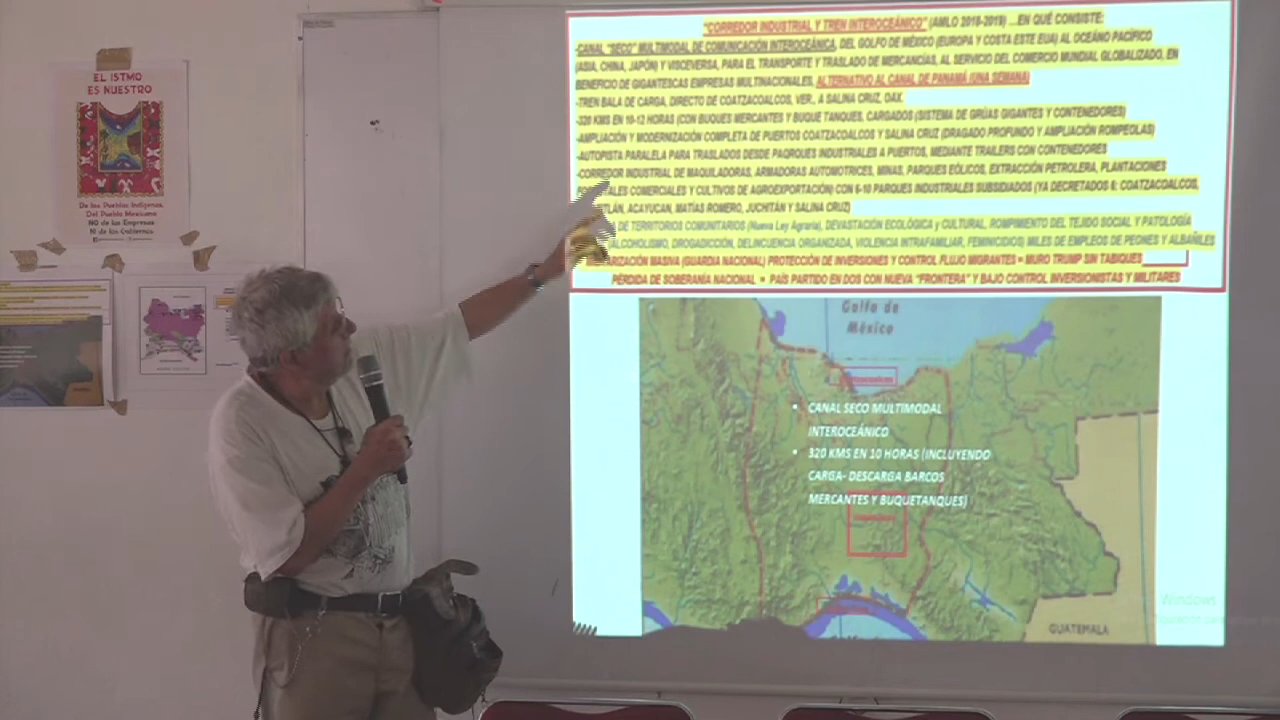 EL ISTMO
ES NUESTRO
De los Pueblos Indígenas,
Del Pueblo Mexicano
NO de las Empresas
NI de los Gobiernos
"CORREDOR INDUSTRIAL Y TREN INTEROCEÁNICO" (AMLO 2018-2019) ...EN QUÉ CONSISTE:
-CANAL "SECO" MULTIMODAL DE COMUNICACIÓN INTEROCEÁNICA, DEL GOLFO DE MÉXICO (EUROPA Y COSTA ESTE EUA) AL OCEÁNO PACÍFICO
(ASIA, CHINA, JAPÓN) Y VISCEVERSA, PARA EL TRANSPORTE Y TRASLADO DE MERCANCÍAS, AL SERVICIO DEL COMERCIO MUNDIAL GLOBALIZADO, EN
BENEFICIO DE GIGANTESCAS EMPRESAS MULTINACIONALES. ALTERNATIVO AL CANAL DE PANAMÁ (UNA SEMANA)
-TREN BALA DE CARGA, DIRECTO DE COATZACOALCOS, VER., A SALINA CRUZ, OAX.
-320 KMS EN 10-12 HORAS (CON BUQUES MERCANTES Y BUQUE TANQUES, CARGADOS (SISTEMA DE GRÚAS GIGANTES Y CONTENEDORES)
-AMPLIACIÓN Y MODERNIZACIÓN COMPLETA DE PUERTOS COATZACOALCOS Y SALINA CRUZ (DRAGADO PROFUNDO Y AMPLIACIÓN ROMPEOLAS)
-AUTOPISTA PARALELA PARA TRASLADOS DESDE PAQRQUES INDUSTRIALES A PUERTOS, MEDIANTE TRAILERS CON CONTENEDORES
-CORREDOR INDUSTRIAL DE MAQUILADORAS, ARMADORAS AUTOMOTRICES, MINAS, PARQUES EÓLICOS, EXTRACCIÓN PETROLERA, PLANTACIONES
COMERCIALES Y CULTIVOS DE AGROEXPORTACIÓN) CON 6-10 PARQUES INDUSTRIALES SUBSIDIADOS (YA DECRETADOS 6: COATZACOALCOS,
ACAYUCAN, MATÍAS ROMERO, JUCHITÁN Y SALINA CRUZ)
DE TERRITORIOS COMUNITARIOS (Nueva Ley Agraria), DEVASTACIÓN ECOLÓGICA y CULTURAL, ROMPIMIENTO DEL TEJIDO SOCIAL Y PATOLOGÍA
ALCOHOLISMO, DROGADICCIÓN, DELINCUENCIA ORGANIZADA, VIOLENCIA INTRAFAMILIAR, FEMINICIDIOS) MILES DE EMPLEOS DE PEONES Y ALBAÑILES
MASIVA (GUARDIA NACIONAL) PROTECCIÓN DE INVERSIONES Y CONTROL FLUJO MIGRANTES = MURO TRUMP SIN TABIQUES
PÉRDIDA DE SOBERANÍA NACIONAL = PAÍS PARTIDO EN DOS CON NUEVA "FRONTERA" Y BAJO CONTROL INVERSIONISTAS Y MILITARES
Golfo de
México
• CANAL SECO MULTIMODAL
INTEROCEÁNICO
• 320 KMS EN 10 HORAS (INCLUYENDO
CARGA- DESCARGA BARCOS
MERCANTES Y BUQUETANQUES)
GUATEMALA
Windows